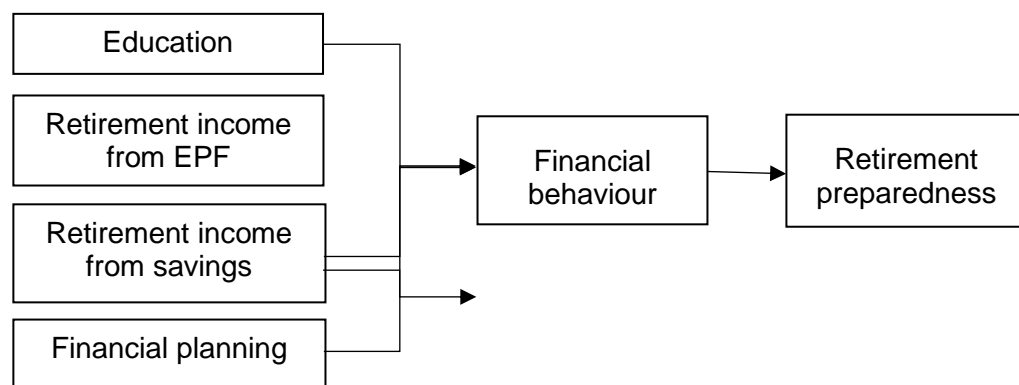 Education
Retirement income
from EPF
Retirement income
from savings
Financial planning
Financial
behaviour
Retirement
preparedness